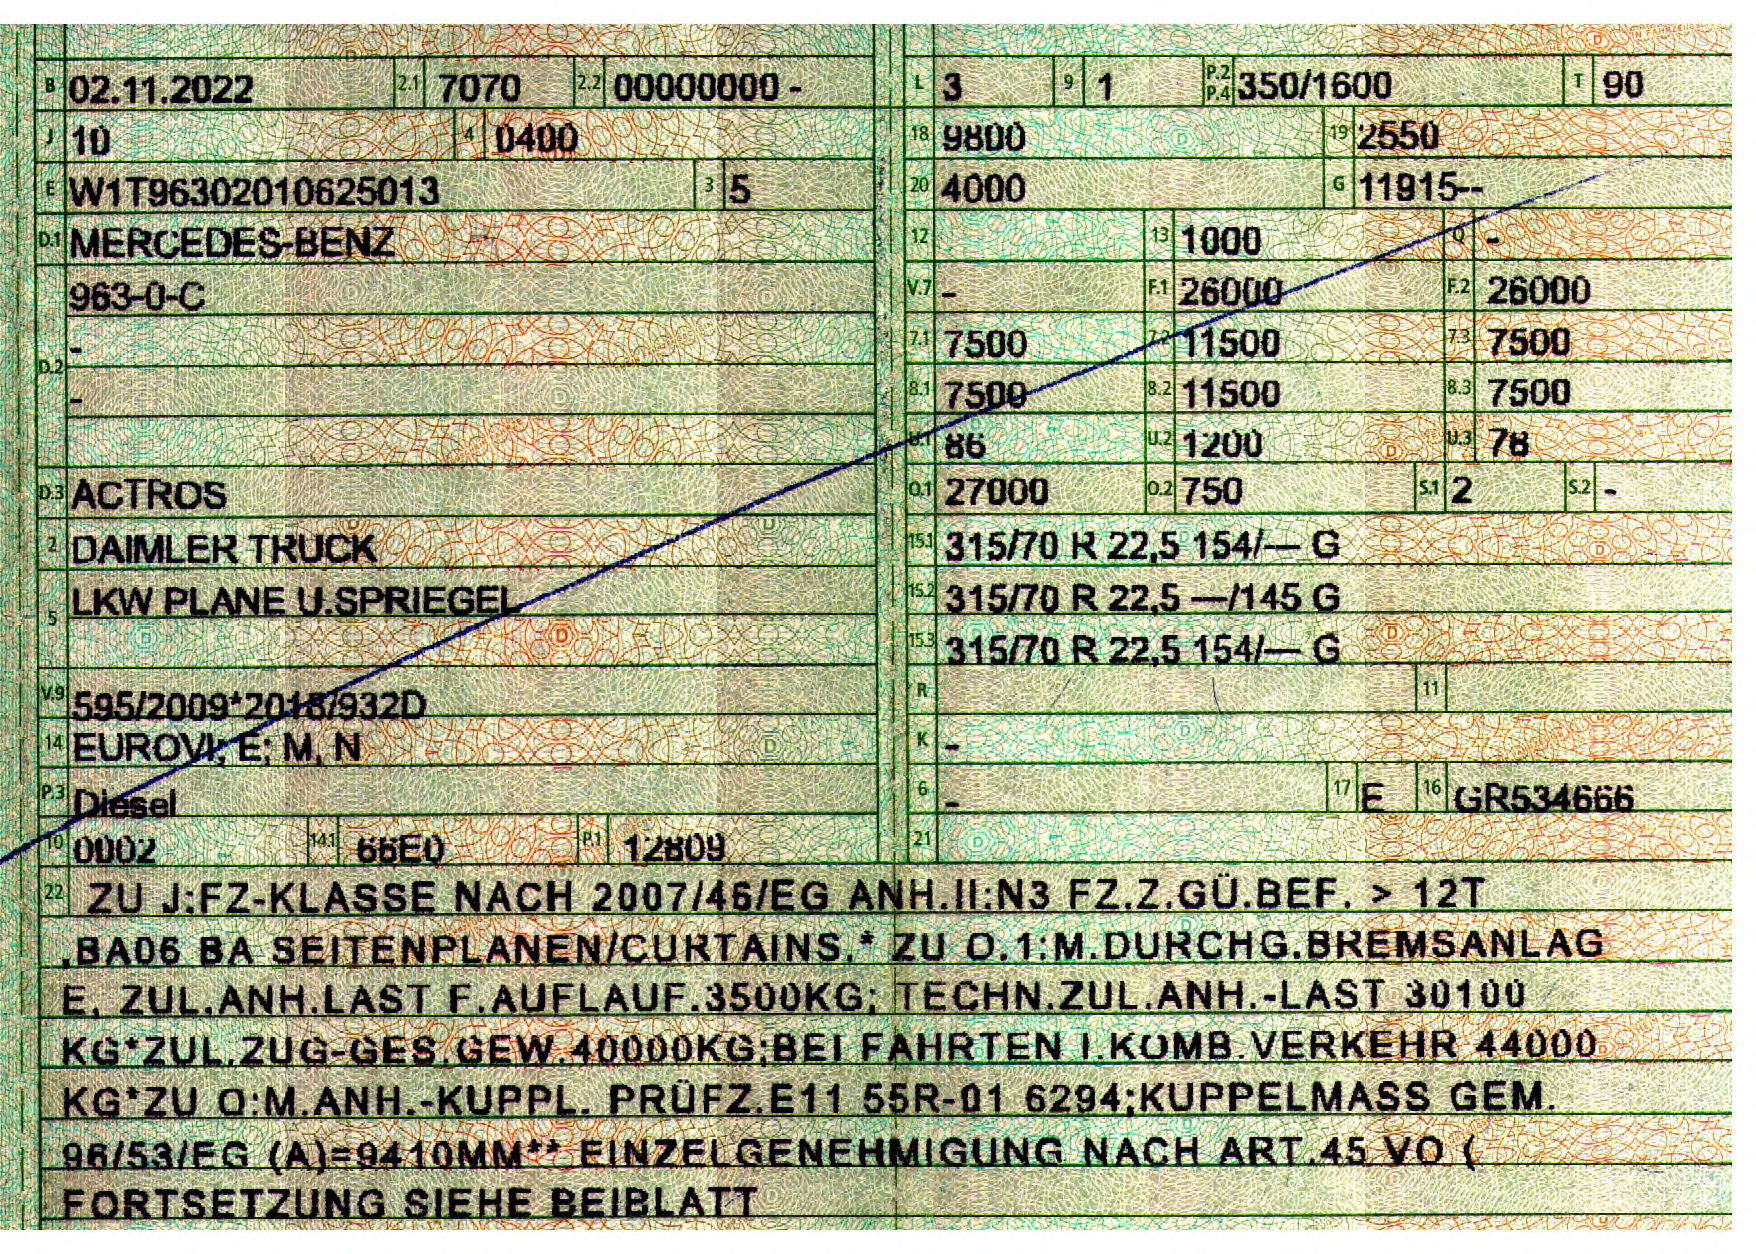 B 02.11.2022 2.1 7070 2.2 00000000 -
J 10 4 0400
E W1T96302010625013 3 5
D.1 MERCEDES-BENZ
963-0-C
D.2 -
-
D.3 ACTROS
2 DAIMLER TRUCK
5 LKW PLANE U.SPRIEGEL
V.9 595/2009*2018/932D
14 EUROVI; E; M, N
P.3 Diesel
10 0002 14.1 66E0 P.1 12809
L 3 9 1 P.2 P.4 350/1600 T 90
18 9800 19 2550
20 4000 G 11915--
12 13 1000 Q -
V.7 - F.1 26000 F.2 26000
7.1 7500 7.2 11500 7.3 7500
8.1 7500 8.2 11500 8.3 7500
U.1 86 U.2 1200 U.3 78
O.1 27000 O.2 750 S.1 2 S.2 -
15.1 315/70 R 22,5 154/— G
15.2 315/70 R 22,5 —/145 G
15.3 315/70 R 22,5 154/— G
R 11
K -
6 - 17 E 16 GR534666
21
22 ZU J:FZ-KLASSE NACH 2007/46/EG ANH.II:N3 FZ.Z.GÜ.BEF. > 12T
,BA06 BA SEITENPLANEN/CURTAINS.* ZU O.1:M.DURCHG.BREMSANLAG
E, ZUL.ANH.LAST F.AUFLAUF.3500KG; TECHN.ZUL.ANH.-LAST 30100
KG*ZUL.ZUG-GES.GEW.40000KG;BEI FAHRTEN I.KOMB.VERKEHR 44000
KG*ZU O:M.ANH.-KUPPL. PRÜFZ.E11 55R-01 6294;KUPPELMASS GEM.
96/53/EG (A)=9410MM** EINZELGENEHMIGUNG NACH ART.45 VO (
FORTSETZUNG SIEHE BEIBLATT